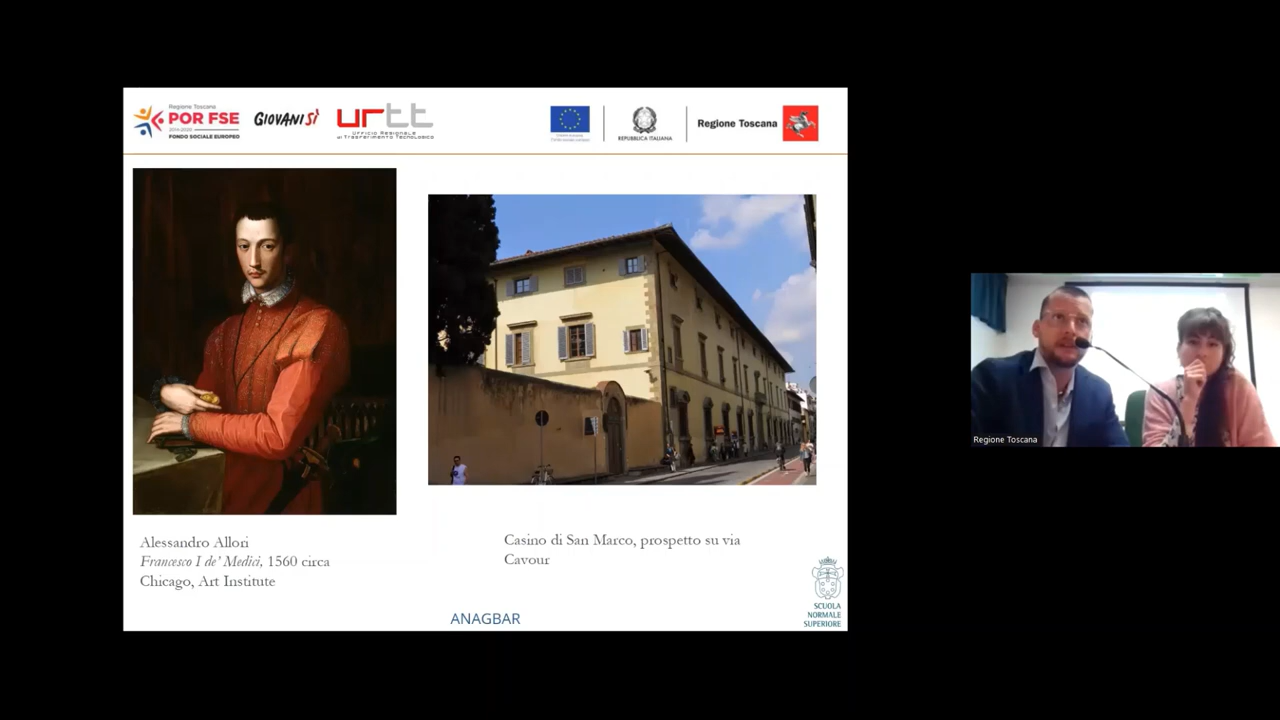 Regione Toscana
POR FSE
2014-2020
FONDO SOCIALE EUROPEO
GIOVANISÌ
urtt
Ufficio Regionale
di Trasferimento Tecnologico
REPUBBLICA ITALIANA
Regione Toscana
Alessandro Allori
Francesco I de' Medici, 1560 circa
Chicago, Art Institute
Casino di San Marco, prospetto su via
Cavour
ANAGBAR
SCUOLA
NORMALE
SUPERIORE
Regione Toscana